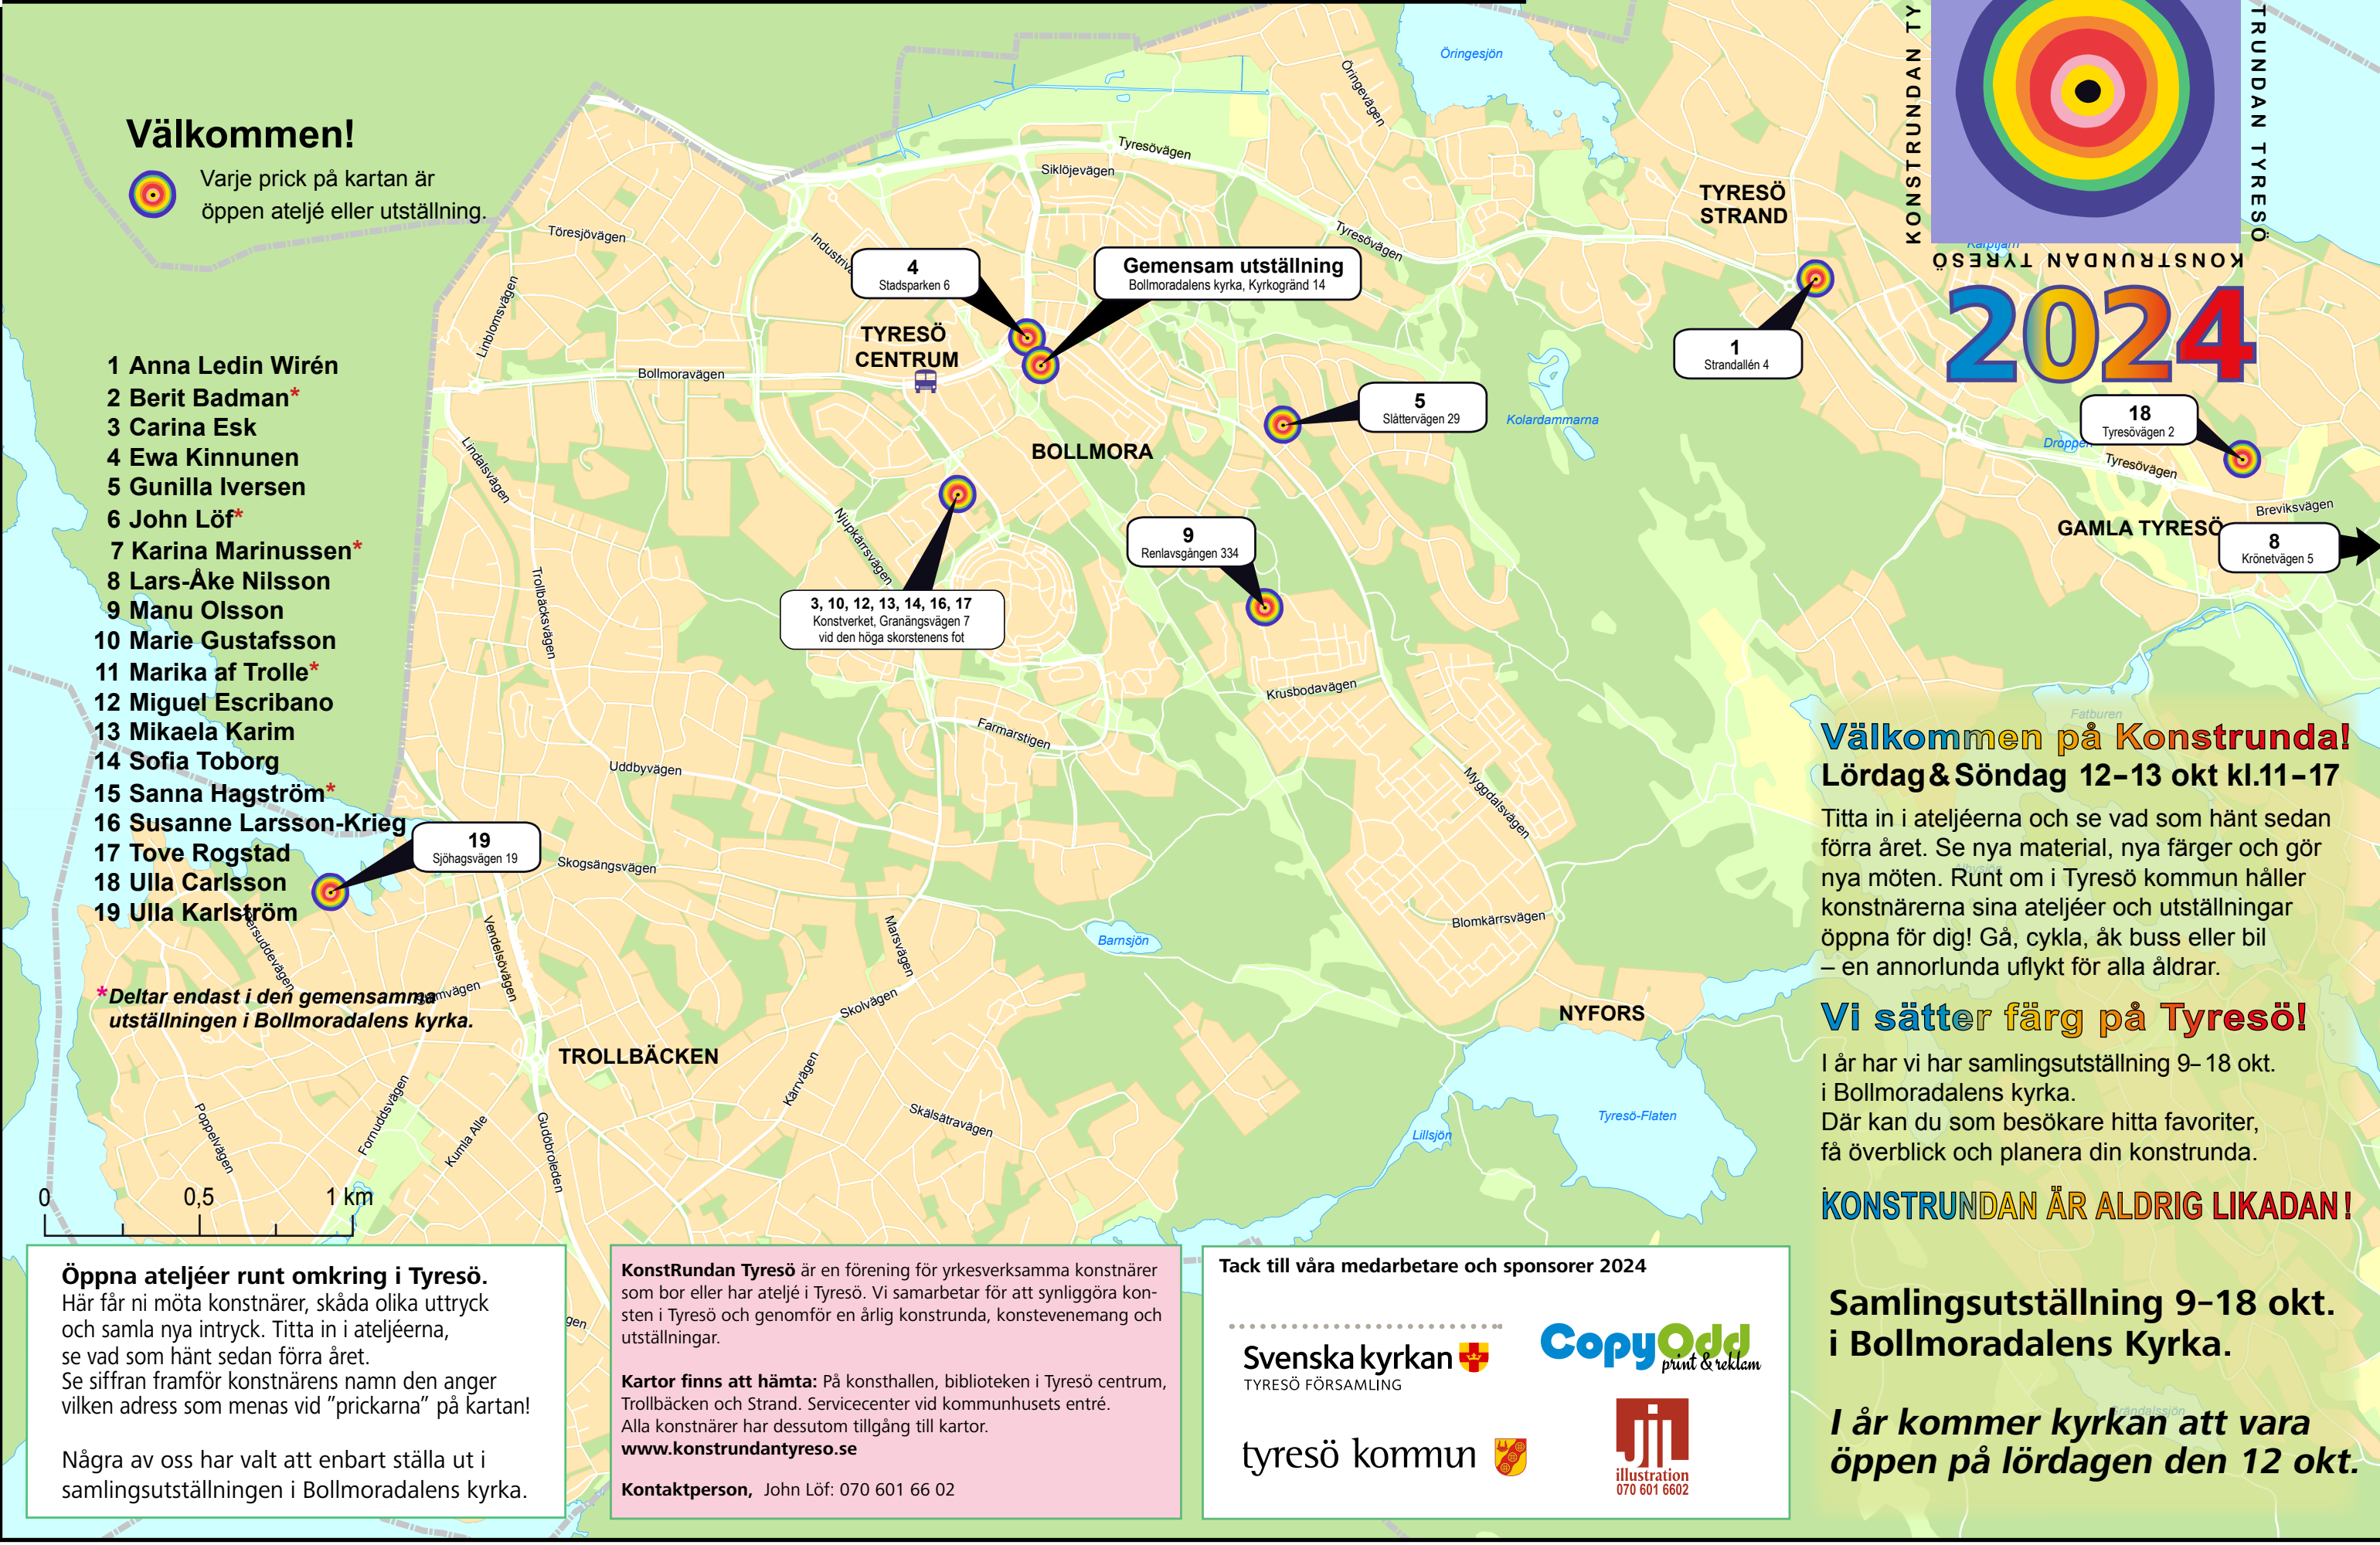 Välkommen!
Varje prick på kartan är
öppen ateljé eller utställning.
1 Anna Ledin Wirén
2 Berit Badman*
3 Carina Esk
4 Ewa Kinnunen
5 Gunilla Iversen
6 John Löf*
7 Karina Marinussen*
8 Lars-Åke Nilsson
9 Manu Olsson
10 Marie Gustafsson
11 Marika af Trolle*
12 Miguel Escribano
13 Mikaela Karim
14 Sofia Toborg
15 Sanna Hagström*
16 Susanne Larsson-Krieg
17 Tove Rogstad
18 Ulla Carlsson
19 Ulla Karlström
*Deltar endast i den gemensamma
utställningen i Bollmoradalens kyrka.
0 0,5 1 km
Öringesjön
Öringevägen
Tyresövägen
Siklöjevägen
Töresjövägen
Linblomsvägen
Tyresövägen
4
Stadsparken 6
Gemensam utställning
Bollmoradalens kyrka, Kyrkogränd 14
TYRESÖ
CENTRUM
TYRESÖ
STRAND
1
Strandallén 4
Bollmoravägen
5
Slåttervägen 29
Kolardammarna
BOLLMORA
Lindalsvägen
Njupkärrsvägen
Trollbäcksvägen
9
Renlavsgången 334
3, 10, 12, 13, 14, 16, 17
Konstverket, Granängsvägen 7
vid den höga skorstenens fot
18
Tyresövägen 2
Droppen
Tyresövägen
Breviksvägen
GAMLA TYRESÖ
8
Krönetvägen 5
Krusbodavägen
Farmarstigen
Uddbyvägen
Myggdalsvägen
19
Sjöhagsvägen 19
Skogsängsvägen
Vendelsövägen
Marsvägen
Barnsjön
Blomkärrsvägen
Skolvägen
NYFORS
TROLLBÄCKEN
Kärrvägen
Skälsätravägen
Poppelvägen
Fornuddsvägen
Kumla Alle
Gudöbroleden
Lillsjön
Tyresö-Flaten
KONSTRUNDAN TY
TRUNDAN TYRESÖ
KONSTRUNDAN TYRESÖ
2024
Fatburen
Välkommen på Konstrunda!
Lördag & Söndag 12–13 okt kl.11–17
Titta in i ateljéerna och se vad som hänt sedan
förra året. Se nya material, nya färger och gör
nya möten. Runt om i Tyresö kommun håller
konstnärerna sina ateljéer och utställningar
öppna för dig! Gå, cykla, åk buss eller bil
– en annorlunda uflykt för alla åldrar.
Vi sätter färg på Tyresö!
I år har vi har samlingsutställning 9–18 okt.
i Bollmoradalens kyrka.
Där kan du som besökare hitta favoriter,
få överblick och planera din konstrunda.
KONSTRUNDAN ÄR ALDRIG LIKADAN!
Samlingsutställning 9–18 okt.
i Bollmoradalens Kyrka.
I år kommer kyrkan att vara
öppen på lördagen den 12 okt.
Öppna ateljéer runt omkring i Tyresö.
Här får ni möta konstnärer, skåda olika uttryck
och samla nya intryck. Titta in i ateljéerna,
se vad som hänt sedan förra året.
Se siffran framför konstnärens namn den anger
vilken adress som menas vid ”prickarna” på kartan!
Några av oss har valt att enbart ställa ut i
samlingsutställningen i Bollmoradalens kyrka.
KonstRundan Tyresö är en förening för yrkesverksamma konstnärer
som bor eller har ateljé i Tyresö. Vi samarbetar för att synliggöra kon-
sten i Tyresö och genomför en årlig konstrunda, konstevenemang och
utställningar.
Kartor finns att hämta: På konsthallen, biblioteken i Tyresö centrum,
Trollbäcken och Strand. Servicecenter vid kommunhusets entré.
Alla konstnärer har dessutom tillgång till kartor.
www.konstrundantyreso.se
Kontaktperson, John Löf: 070 601 66 02
Tack till våra medarbetare och sponsorer 2024
Svenska kyrkan
TYRESÖ FÖRSAMLING
CopyOdd
print & reklam
tyresö kommun
jil
illustration
070 601 6602